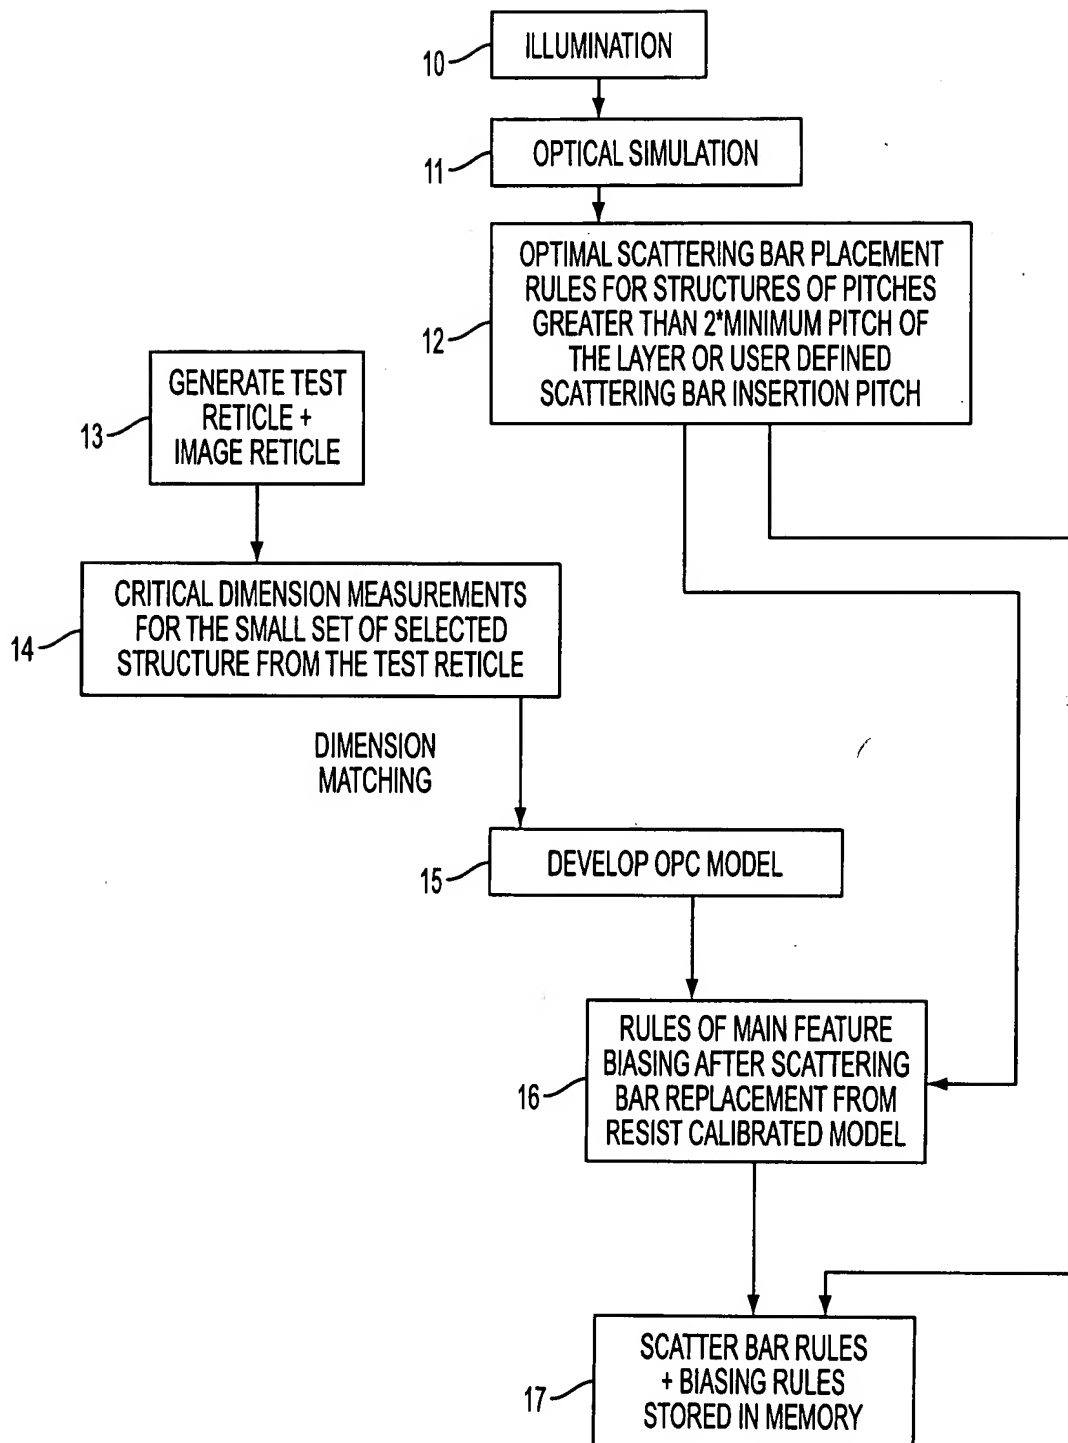 ILLUMINATION
10
OPTICAL SIMULATION
11
OPTIMAL SCATTERING BAR PLACEMENT
RULES FOR STRUCTURES OF PITCHES
GREATER THAN 2*MINIMUM PITCH OF
THE LAYER OR USER DEFINED
SCATTERING BAR INSERTION PITCH
12
GENERATE TEST
RETICLE +
IMAGE RETICLE
13
CRITICAL DIMENSION MEASUREMENTS
FOR THE SMALL SET OF SELECTED
STRUCTURE FROM THE TEST RETICLE
14
DIMENSION
MATCHING
DEVELOP OPC MODEL
15
RULES OF MAIN FEATURE
BIASING AFTER SCATTERING
BAR REPLACEMENT FROM
RESIST CALIBRATED MODEL
16
SCATTER BAR RULES
+ BIASING RULES
STORED IN MEMORY
17